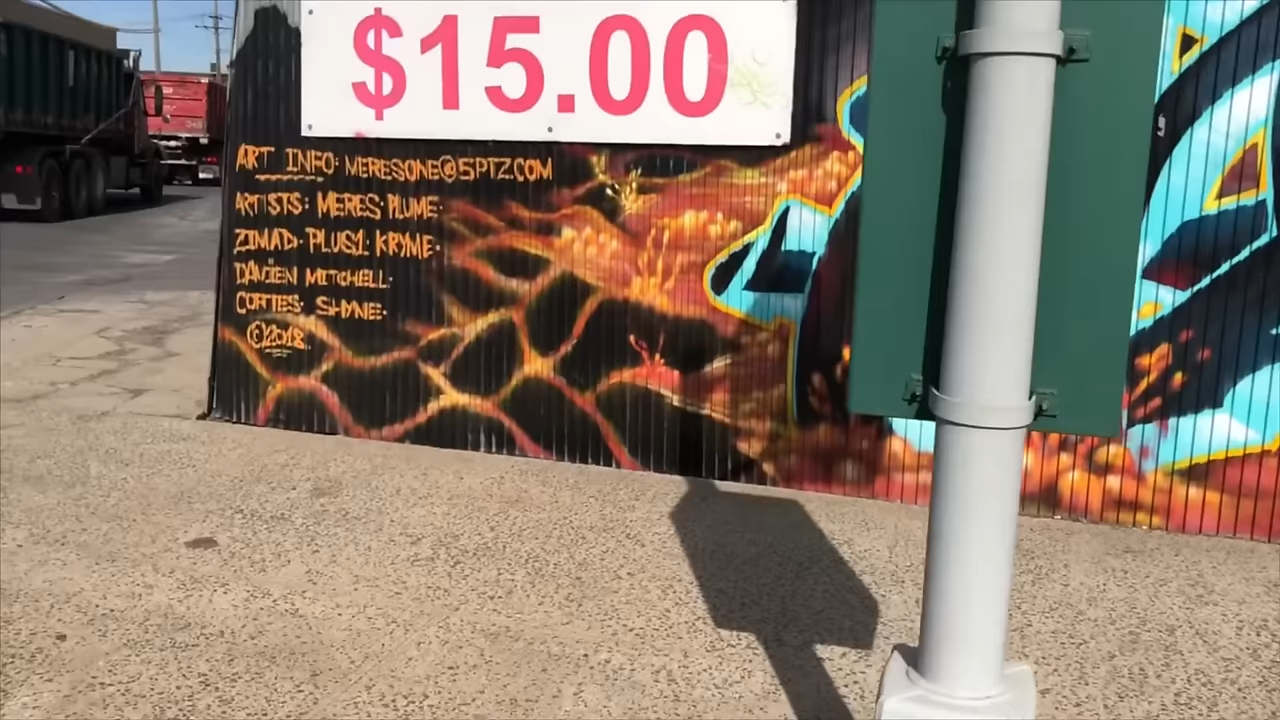 $15.00
ART INFO: MERESONE@5PTZ.COM
ARTISTS: MERES· PLUME·
ZIMAD· PLUS1· KRYME·
DAMIEN MITCHELL·
CORTES· SHYNE·
©2018